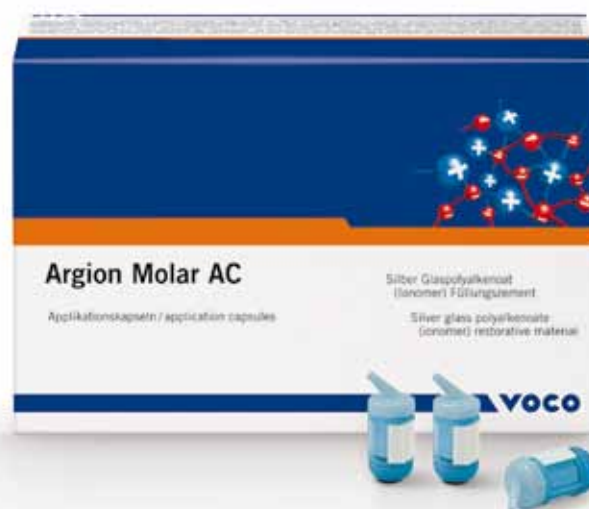 Argion Molar AC
Applikationskapseln / application capsules
Silber Glaspolyalkenoat
(Ionomer) Füllungszement
Silver glass polyalkenoate
(ionomer) restorative material
VOCO